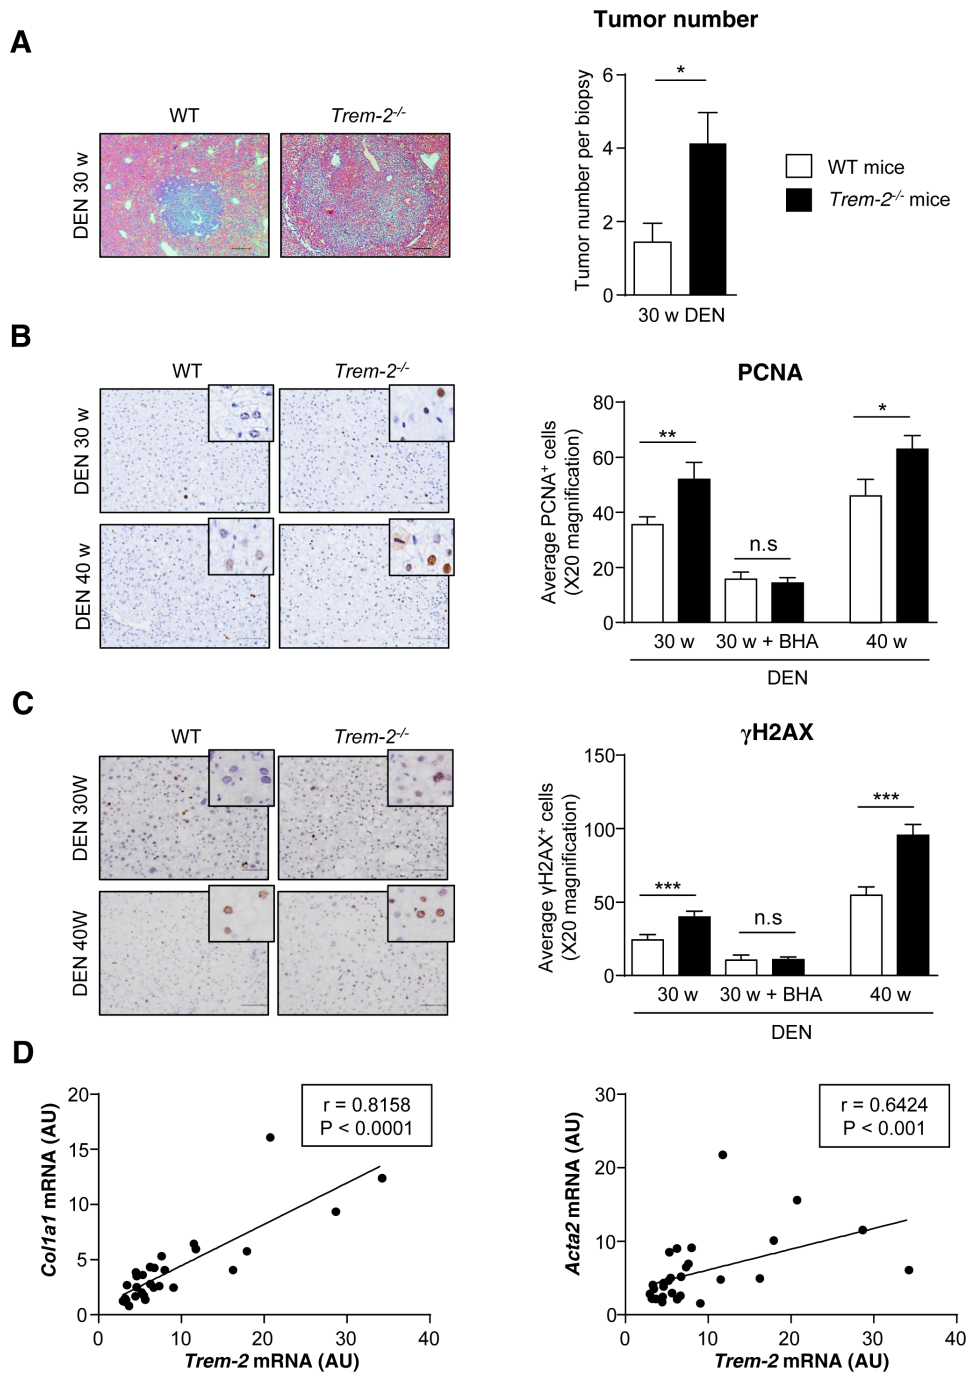 A
Tumor number
WT
Trem-2-/-
DEN 30 w
Tumor number per biopsy
6
4
2
0
*
30 w DEN
WT mice
Trem-2-/- mice
B
WT
Trem-2-/-
DEN 30 w
DEN 40 w
PCNA
Average PCNA+ cells
(X20 magnification)
80
60
40
20
0
**
n.s
*
30 w
30 w + BHA
40 w
DEN
C
WT
Trem-2-/-
DEN 30W
DEN 40W
γH2AX
Average γH2AX+ cells
(X20 magnification)
150
100
50
0
***
n.s
***
30 w
30 w + BHA
40 w
DEN
D
Col1a1 mRNA (AU)
20
15
10
5
0
r = 0.8158
P < 0.0001
0 10 20 30 40
Trem-2 mRNA (AU)
Acta2 mRNA (AU)
30
20
10
0
r = 0.6424
P < 0.001
0 10 20 30 40
Trem-2 mRNA (AU)